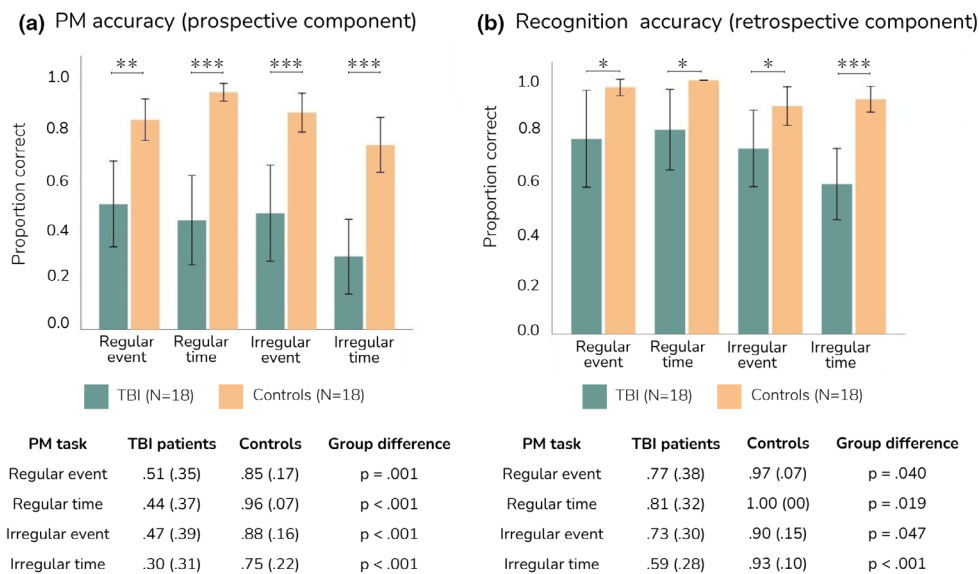 (a) PM accuracy (prospective component)
** *** *** ***
1.0
0.8
0.6
0.4
0.2
0.0
Proportion correct
Regular event
Regular time
Irregular event
Irregular time
TBI (N=18)
Controls (N=18)
PM task TBI patients Controls Group difference
Regular event .51 (.35) .85 (.17) p = .001
Regular time .44 (.37) .96 (.07) p < .001
Irregular event .47 (.39) .88 (.16) p < .001
Irregular time .30 (.31) .75 (.22) p < .001
(b) Recognition accuracy (retrospective component)
* * * ***
1.0
0.8
0.6
0.4
0.2
0.0
Proportion correct
Regular event
Regular time
Irregular event
Irregular time
TBI (N=18)
Controls (N=18)
PM task TBI patients Controls Group difference
Regular event .77 (.38) .97 (.07) p = .040
Regular time .81 (.32) 1.00 (00) p = .019
Irregular event .73 (.30) .90 (.15) p = .047
Irregular time .59 (.28) .93 (.10) p < .001